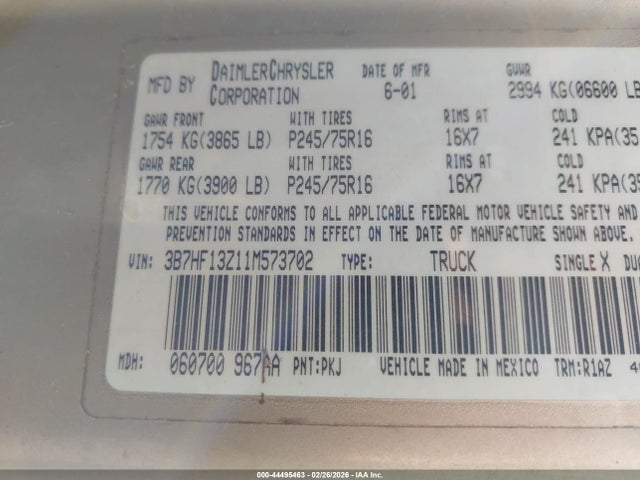 MFD BY DAIMLERCHRYSLER CORPORATION DATE OF MFR 6-01 GVWR 2994 KG(06600 LB
GAWR FRONT WITH TIRES RIMS AT COLD
1754 KG(3865 LB) P245/75R16 16X7 241 KPA(35
GAWR REAR WITH TIRES RIMS AT COLD
1770 KG(3900 LB) P245/75R16 16X7 241 KPA(35
THIS VEHICLE CONFORMS TO ALL APPLICABLE FEDERAL MOTOR VEHICLE SAFETY AND
PREVENTION STANDARDS IN EFFECT ON THE DATE OF MANUFACTURE SHOWN ABOVE.
VIN: 3B7HF13Z11M573702 TYPE: TRUCK SINGLE X DUA
MDH: 060700 967AA PNT:PKJ VEHICLE MADE IN MEXICO TRM:R1AZ
000-44495463 02/26/2026 - IAA Inc.